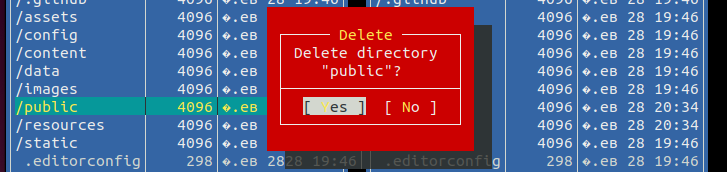 /.github 4096 �.ев 28 19:46 /.github 4096 �.ев 28 19:46
/assets 4096 �.ев 4096 �.ев 28 19:46
/config 4096 �.ев Delete 4096 �.ев 28 19:46
/content 4096 �.ев Delete directory 4096 �.ев 28 19:46
/data 4096 �.ев "public"? 4096 �.ев 28 19:46
/images 4096 �.ев 4096 �.ев 28 19:46
/public 4096 �.ев [ Yes ] [ No ] 4096 �.ев 28 20:34
/resources 4096 �.ев 4096 �.ев 28 20:34
/static 4096 �.ев 4096 �.ев 28 19:46
.editorconfig 298 �.ев 2828 19:46 .editorconfig 298 �.ев 28 19:46